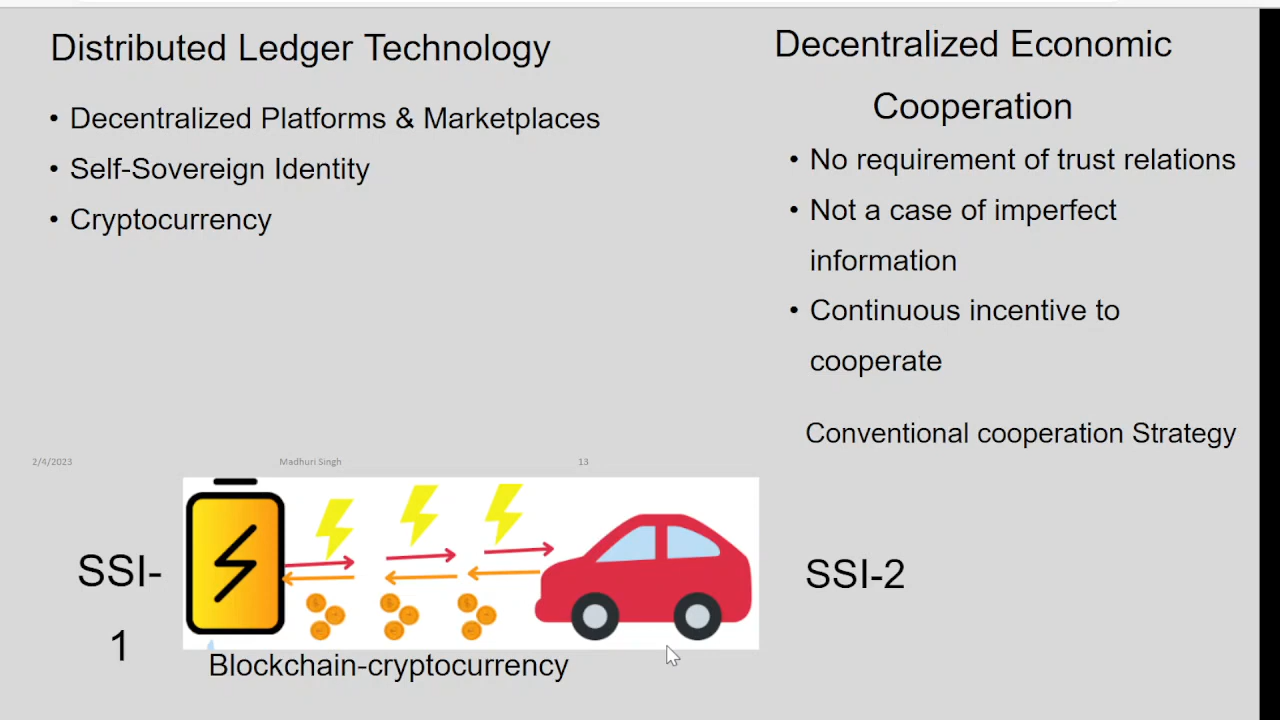 Distributed Ledger Technology
• Decentralized Platforms & Marketplaces
• Self-Sovereign Identity
• Cryptocurrency
Decentralized Economic
Cooperation
• No requirement of trust relations
• Not a case of imperfect
information
• Continuous incentive to
cooperate
Conventional cooperation Strategy
2/4/2023
Madhuri Singh
13
SSI-
1
SSI-2
Blockchain-cryptocurrency